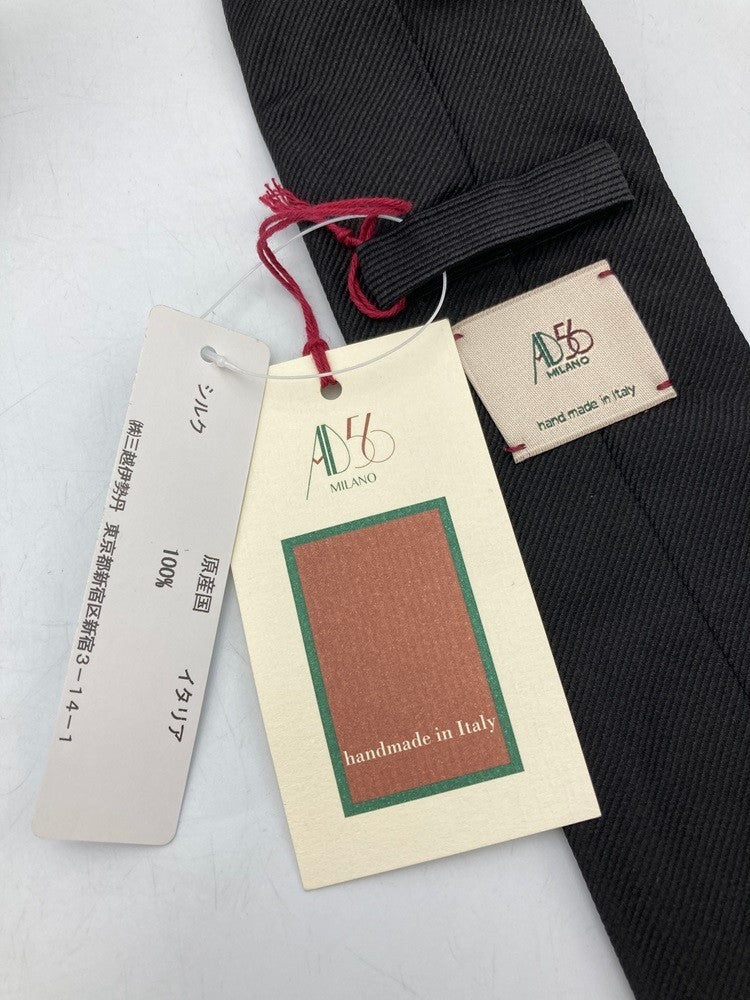 シルク 100%
原産国 イタリア
㈱三越伊勢丹 東京都新宿区新宿3-14-1
AD56
MILANO
handmade in Italy
AD56
MILANO
hand made in Italy